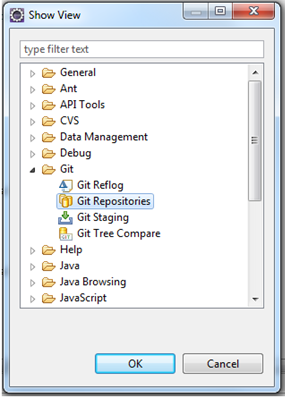 Show View
type filter text
General
Ant
API Tools
CVS
Data Management
Debug
Git
Git Reflog
Git Repositories
Git Staging
Git Tree Compare
Help
Java
Java Browsing
JavaScript
OK
Cancel